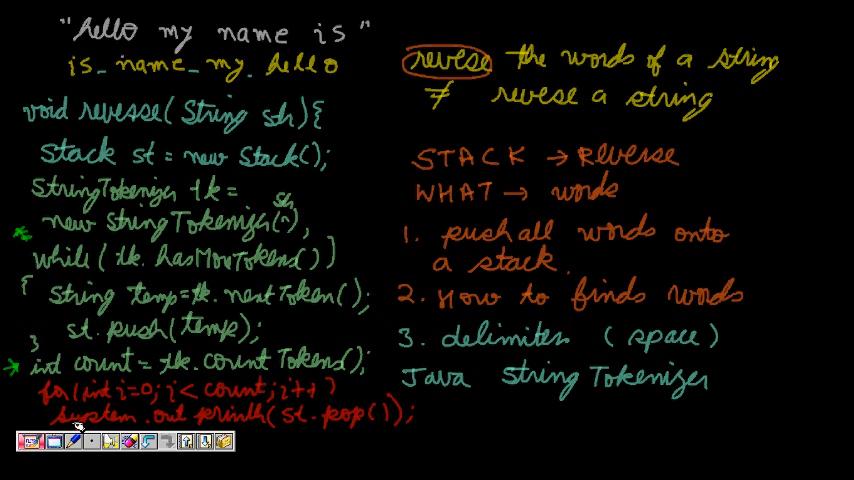 "hello my name is"
is_name_my_hello
void revesse(String str){
Stack st = new Stack();
StringTokenizer tk =
str
new StringTokenizer(^);
while(tk.hasMoreTokens())
{ String temp=tk.nextToken();
st.push(temp);
}
int count = tk.countTokens();
for(int i=0; i< count; i++)
system.out.println(st.pop());
revese the words of a string
≠ revese a string
STACK → Reverse
WHAT → words
1. push all words onto
a stack.
2. How to finds words
3. delimiter (space)
Java StringTokenizer